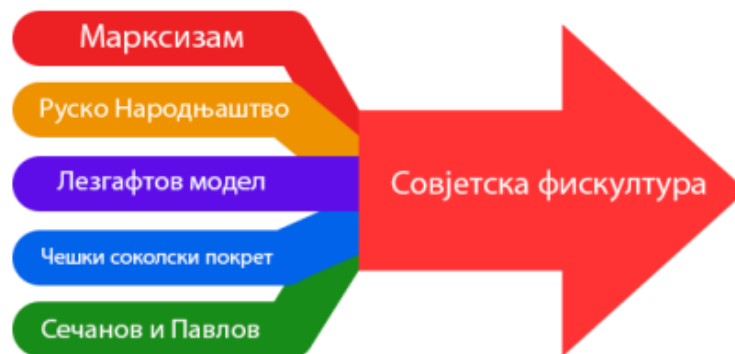 Марксизам
Руско Народњаштво
Лезгафтов модел
Чешки соколски покрет
Сечанов и Павлов
Совјетска фискултура